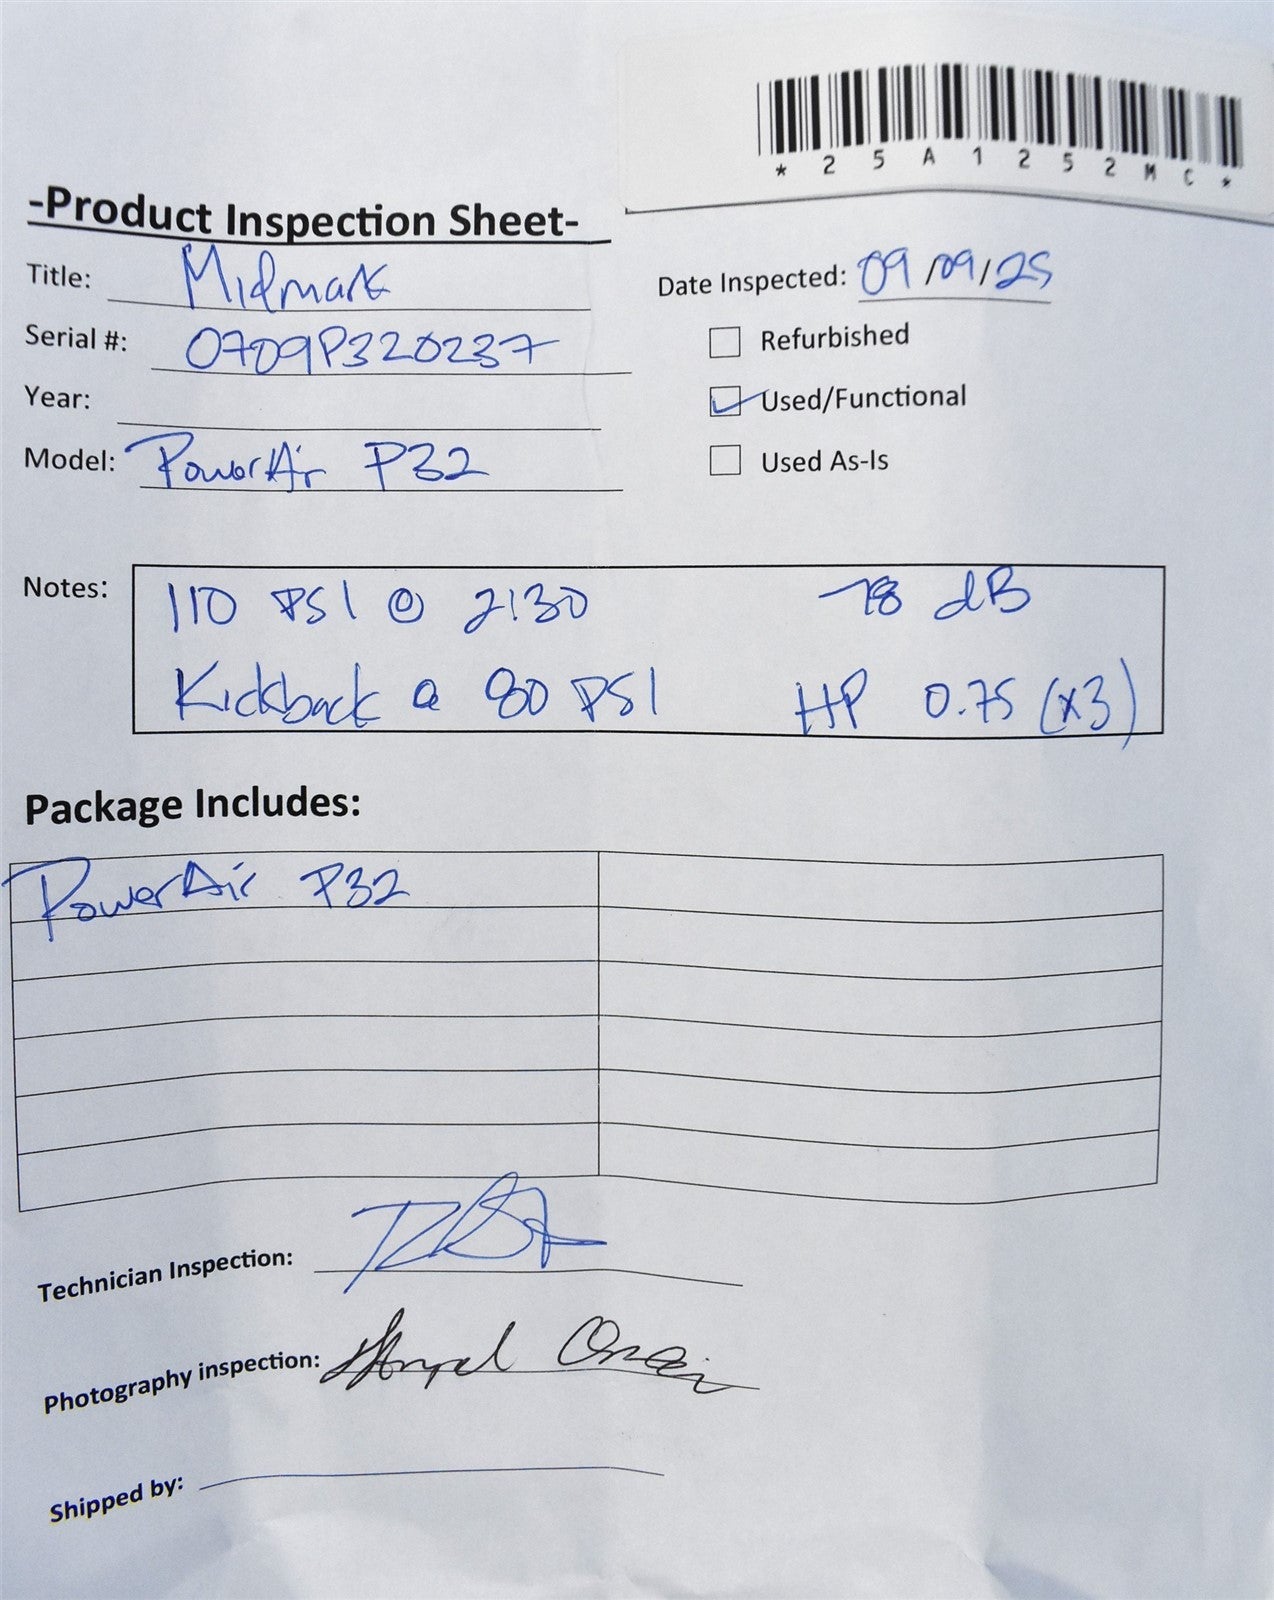 *25A1252MC*
-Product Inspection Sheet-
Title: Midmark
Date Inspected: 09/09/25
Serial #: 0709P320237
Refurbished
Year:
Used/Functional
Model: PowerAir P32
Used As-Is
Notes: 110 PSI @ 2:30 78 dB
Kickback @ 80 PSI HP 0.75 (x3)
Package Includes:
PowerAir P32
Technician Inspection:
Photography inspection:
Shipped by: